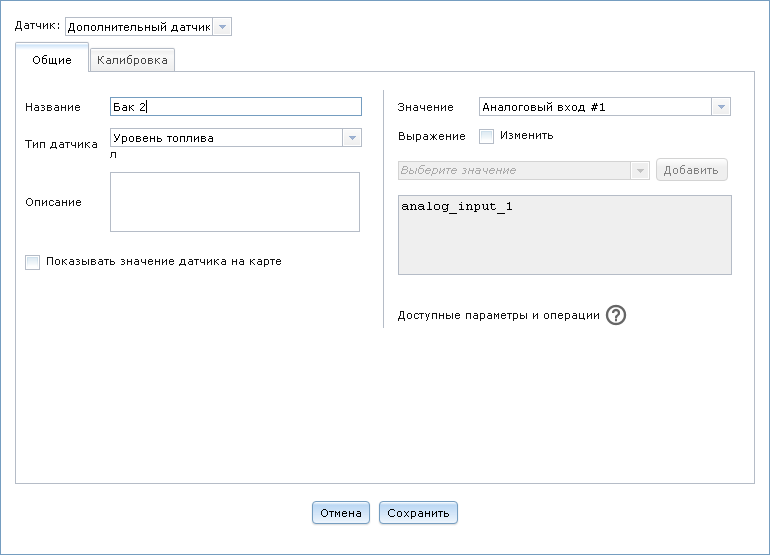 Датчик: Дополнительный датчик
Общие Калибровка
Название Бак 2
Тип датчика Уровень топлива
л
Описание
Показывать значение датчика на карте
Значение Аналоговый вход #1
Выражение Изменить
Выберите значение Добавить
analog_input_1
Доступные параметры и операции ?
Отмена Сохранить